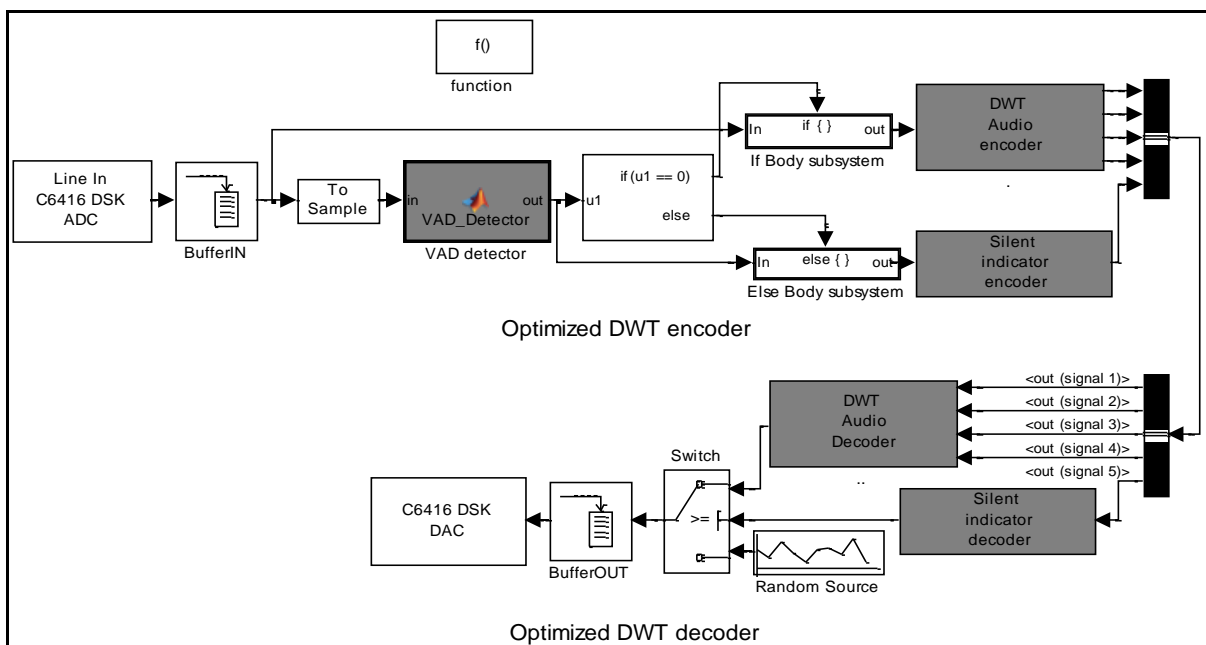 f()
function
Line In
C6416 DSK
ADC
BufferIN
To
Sample
in
VAD_Detector
out
VAD detector
u1
if(u1 == 0)
else
In
if { }
out
If Body subsystem
DWT
Audio
encoder
.
In
else { }
out
Else Body subsystem
Silent
indicator
encoder
Optimized DWT encoder
<out (signal 1)>
<out (signal 2)>
<out (signal 3)>
<out (signal 4)>
<out (signal 5)>
DWT
Audio
Decoder
..
Silent
indicator
decoder
Switch
>=
Random Source
BufferOUT
C6416 DSK
DAC
Optimized DWT decoder